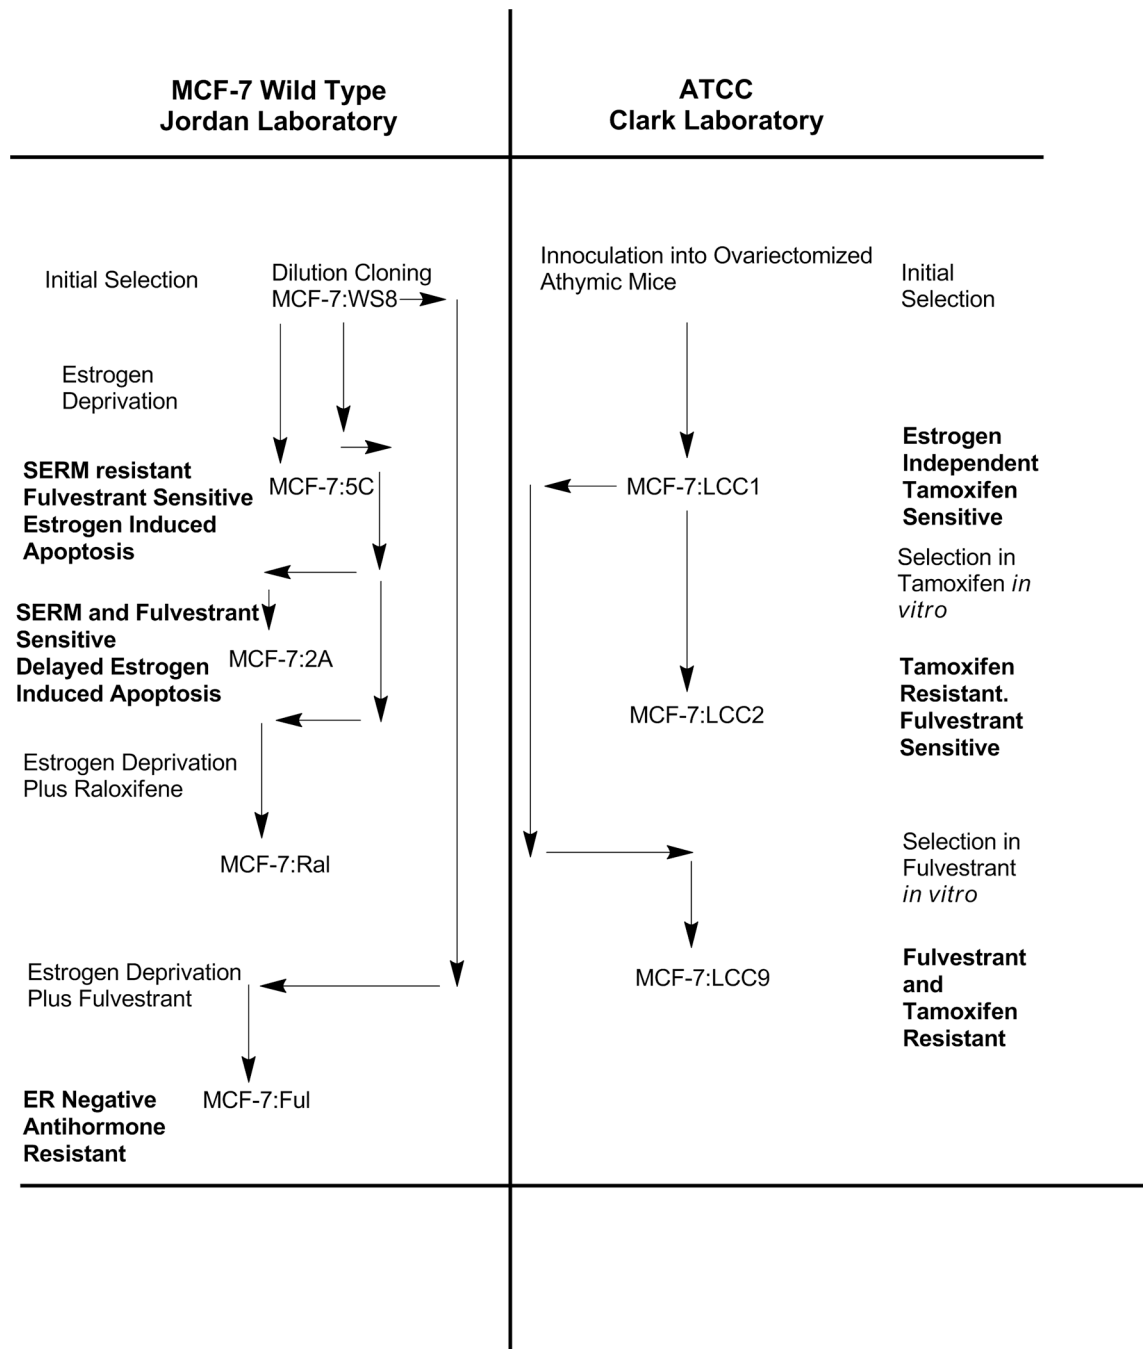 MCF-7 Wild Type
Jordan Laboratory
ATCC
Clark Laboratory
Initial Selection
Dilution Cloning
MCF-7:WS8
Estrogen
Deprivation
SERM resistant
Fulvestrant Sensitive
Estrogen Induced
Apoptosis
MCF-7:5C
SERM and Fulvestrant
Sensitive
Delayed Estrogen
Induced Apoptosis
MCF-7:2A
Estrogen Deprivation
Plus Raloxifene
MCF-7:Ral
Estrogen Deprivation
Plus Fulvestrant
ER Negative
Antihormone
Resistant
MCF-7:Ful
Innoculation into Ovariectomized
Athymic Mice
Initial
Selection
MCF-7:LCC1
Estrogen
Independent
Tamoxifen
Sensitive
Selection in
Tamoxifen in
vitro
MCF-7:LCC2
Tamoxifen
Resistant.
Fulvestrant
Sensitive
Selection in
Fulvestrant
in vitro
MCF-7:LCC9
Fulvestrant
and
Tamoxifen
Resistant